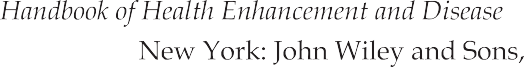 Handbook of Health Enhancement and Disease
New York: John Wiley and Sons,